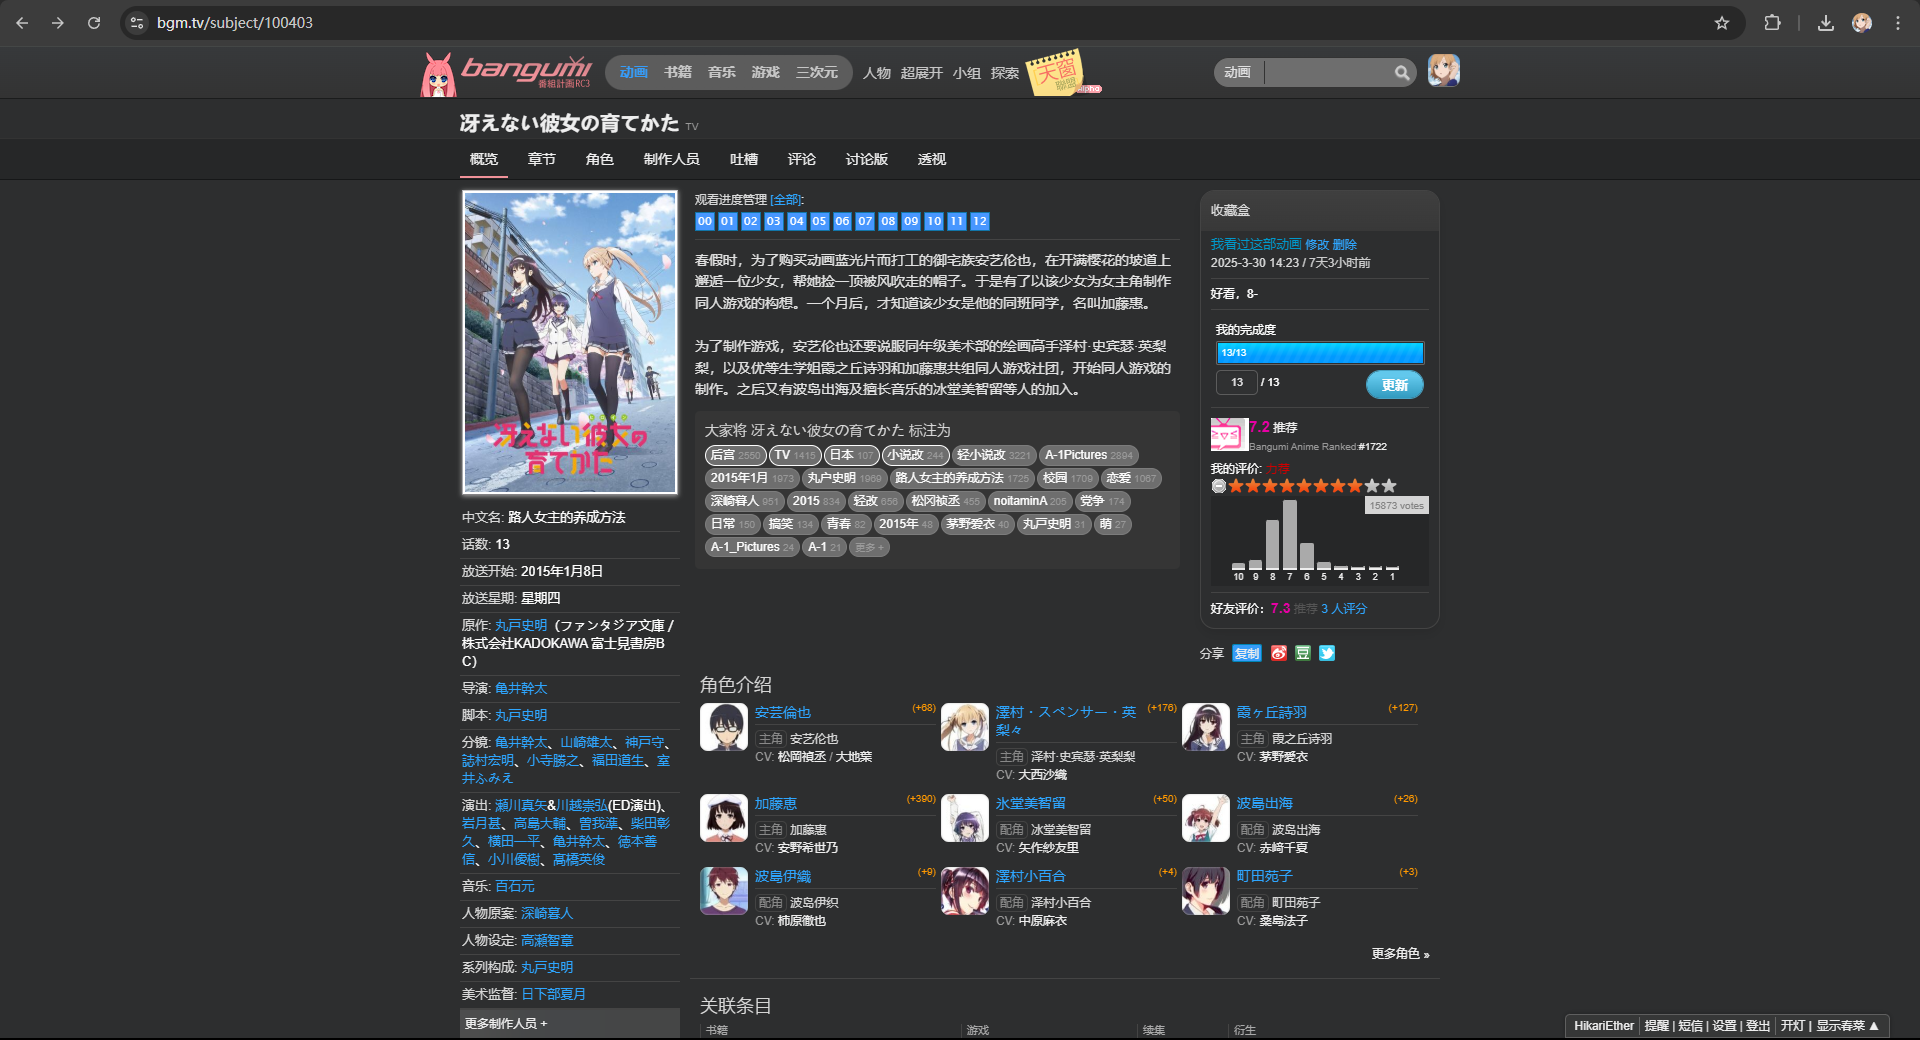 bgm.tv/subject/100403
bangumi
番組計画 RC3
动画 书籍 音乐 游戏 三次元 人物 超展开 小组 探索
天窗
联盟
alpha
动画
冴えない彼女の育てかた TV
概览 章节 角色 制作人员 吐槽 评论 讨论版 透视
冴えない彼女の
育てかた
中文名: 路人女主的养成方法
话数: 13
放送开始: 2015年1月8日
放送星期: 星期四
原作: 丸戸史明（ファンタジア文庫 /
株式会社KADOKAWA 富士見書房B
C）
导演: 亀井幹太
脚本: 丸戸史明
分镜: 亀井幹太、山崎雄太、神戸守、
誌村宏明、小寺勝之、福田道生、室
井ふみえ
演出: 瀬川真矢&川越崇弘(ED演出)、
岩月甚、高島大輔、曽我準、柴田彰
久、横田一平、亀井幹太、徳本善
信、小川優樹、髙橋英俊
音乐: 百石元
人物原案: 深崎暮人
人物设定: 高瀬智章
系列构成: 丸戸史明
美术监督: 日下部夏月
更多制作人员 +
观看进度管理 [全部]:
00 01 02 03 04 05 06 07 08 09 10 11 12
春假时，为了购买动画蓝光片而打工的御宅族安艺伦也，在开满樱花的坡道上
邂逅一位少女，帮她捡一顶被风吹走的帽子。于是有了以该少女为女主角制作
同人游戏的构想。一个月后，才知道该少女是他的同班同学，名叫加藤惠。
为了制作游戏，安艺伦也还要说服同年级美术部的绘画高手泽村·史宾瑟·英梨
梨，以及优等生学姐霞之丘诗羽和加藤惠共组同人游戏社团，开始同人游戏的
制作。之后又有波岛出海及擅长音乐的冰堂美智留等人的加入。
大家将 冴えない彼女の育てかた 标注为
后宫 2550 TV 1415 日本 107 小说改 244 轻小说改 3221 A-1Pictures 2894
2015年1月 1973 丸户史明 1969 路人女主的养成方法 1725 校园 1709 恋爱 1067
深崎暮人 951 2015 834 轻改 656 松冈祯丞 455 noitaminA 205 党争 174
日常 150 搞笑 134 青春 82 2015年 48 茅野爱衣 40 丸戸史明 31 萌 27
A-1_Pictures 24 A-1 21 更多 +
收藏盒
我看过这部动画 修改 删除
2025-3-30 14:23 / 7天3小时前
好看，8-
我的完成度
13/13
13 / 13 更新
7.2 推荐
Bangumi Anime Ranked:#1722
我的评价: 力荐
15873 votes
10 9 8 7 6 5 4 3 2 1
好友评价: 7.3 推荐 3 人评分
分享 复制 豆
角色介绍
安芸倫也 (+68)
主角 安艺伦也
CV: 松岡禎丞 / 大地葉
澤村・スペンサー・英 (+176)
梨々
主角 泽村·史宾瑟·英梨梨
CV: 大西沙織
霞ヶ丘詩羽 (+127)
主角 霞之丘诗羽
CV: 茅野愛衣
加藤恵 (+390)
主角 加藤惠
CV: 安野希世乃
氷堂美智留 (+50)
配角 冰堂美智留
CV: 矢作紗友里
波島出海 (+26)
配角 波岛出海
CV: 赤﨑千夏
波島伊織 (+9)
配角 波岛伊织
CV: 柿原徹也
澤村小百合 (+4)
配角 泽村小百合
CV: 中原麻衣
町田苑子 (+3)
配角 町田苑子
CV: 桑島法子
更多角色 »
关联条目
书籍 游戏 续集 衍生
HikariEther 提醒 | 短信 | 设置 | 登出 开灯 | 显示春菜 ▲